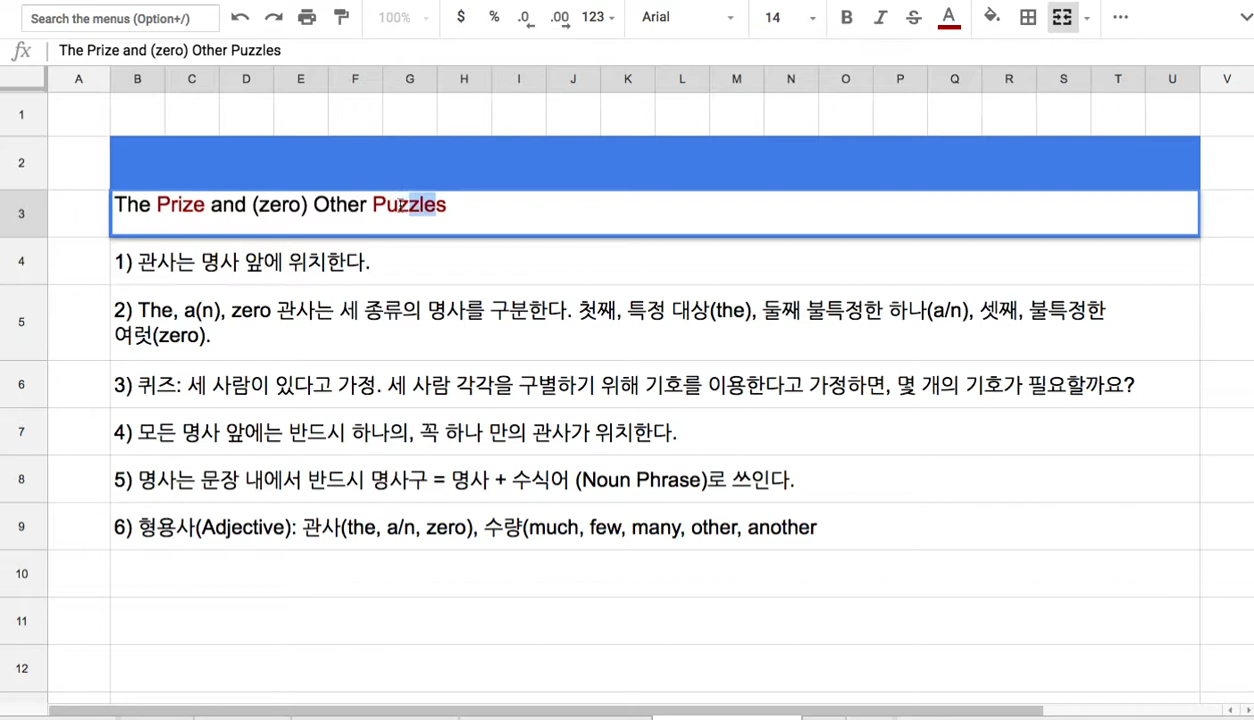 Search the menus (Option+/)
100%
$ % .0 .00 123
Arial
14
B I S A
fx The Prize and (zero) Other Puzzles
A B C D E F G H I J K L M N O P Q R S T U V
1
2
3 The Prize and (zero) Other Puzzles
4 1) 관사는 명사 앞에 위치한다.
5 2) The, a(n), zero 관사는 세 종류의 명사를 구분한다. 첫째, 특정 대상(the), 둘째 불특정한 하나(a/n), 셋째, 불특정한
여럿(zero).
6 3) 퀴즈: 세 사람이 있다고 가정. 세 사람 각각을 구별하기 위해 기호를 이용한다고 가정하면, 몇 개의 기호가 필요할까요?
7 4) 모든 명사 앞에는 반드시 하나의, 꼭 하나 만의 관사가 위치한다.
8 5) 명사는 문장 내에서 반드시 명사구 = 명사 + 수식어 (Noun Phrase)로 쓰인다.
9 6) 형용사(Adjective): 관사(the, a/n, zero), 수량(much, few, many, other, another
10
11
12